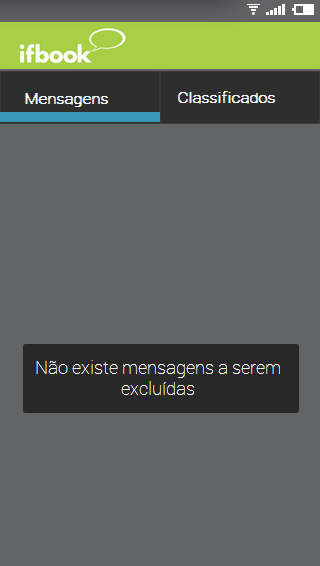 ifbook
Mensagens
Classificados
Não existe mensagens a serem
excluídas